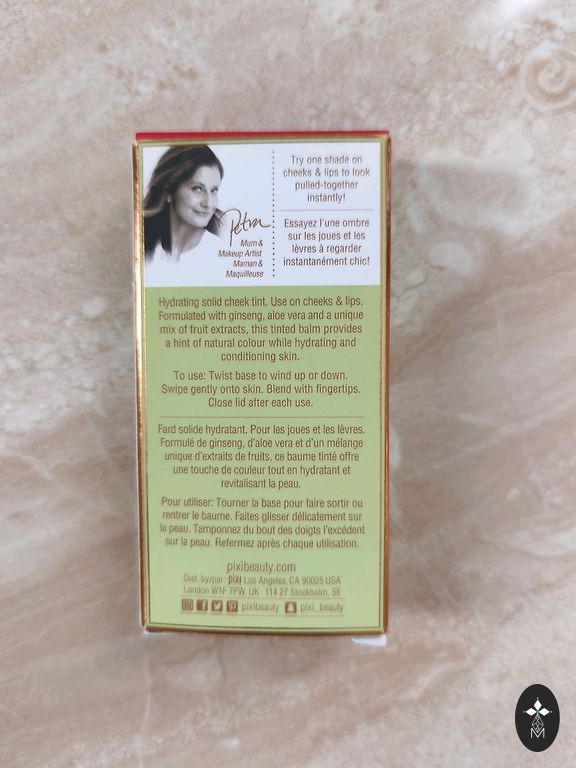 Try one shade on
cheeks & lips to look
pulled-together
instantly!
Petra
Mum &
Makeup Artist
Maman &
Maquilleuse
Essayez l'une ombre
sur les joues et les
lèvres à regarder
instantanément chic!
Hydrating solid cheek tint. Use on cheeks & lips.
Formulated with ginseng, aloe vera and a unique
mix of fruit extracts, this tinted balm provides
a hint of natural colour while hydrating and
conditioning skin.
To use: Twist base to wind up or down.
Swipe gently onto skin. Blend with fingertips.
Close lid after each use.
Fard solide hydratant. Pour les joues et les lèvres.
Formulé de ginseng, d'aloe vera et d'un mélange
unique d'extraits de fruits, ce baume tinté offre
une touche de couleur tout en hydratant et
revitalisant la peau.
Pour utiliser: Tourner la base pour faire sortir ou
rentrer le baume. Faites glisser délicatement sur
la peau. Tamponnez du bout des doigts l'excédent
sur la peau. Refermez après chaque utilisation.
pixibeauty.com
Dist. by/par: pixi Los Angeles, CA 90025 USA
London W1F 7PW, UK 114 27 Stockholm, SE
pixibeauty pixi_beauty
M